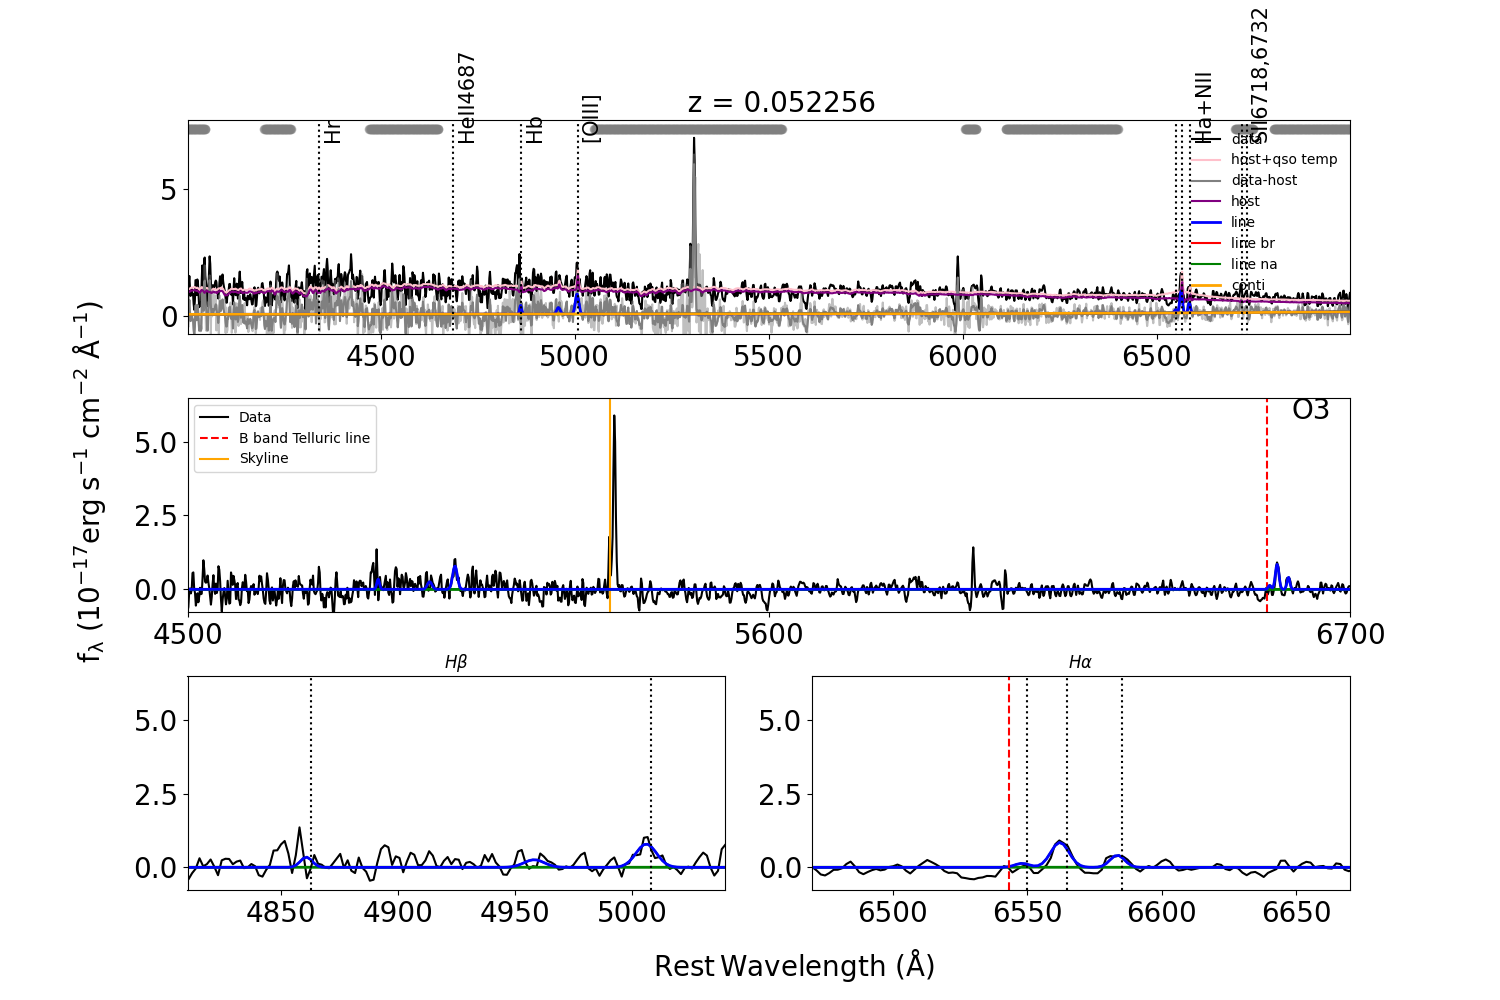 z = 0.052256
Hr
HeII4687
Hb
[OIII]
Ha+NII
SII6718,6732
data
host+qso temp
data-host
host
line
line br
line na
conti
5
0
4500 5000 5500 6000 6500
O3
Data
B band Telluric line
Skyline
5.0
2.5
0.0
4500 5600 6700
fλ (10⁻¹⁷erg s⁻¹ cm⁻² Å⁻¹)
Hβ
5.0
2.5
0.0
4850 4900 4950 5000
Hα
5.0
2.5
0.0
6500 6550 6600 6650
Rest Wavelength (Å)